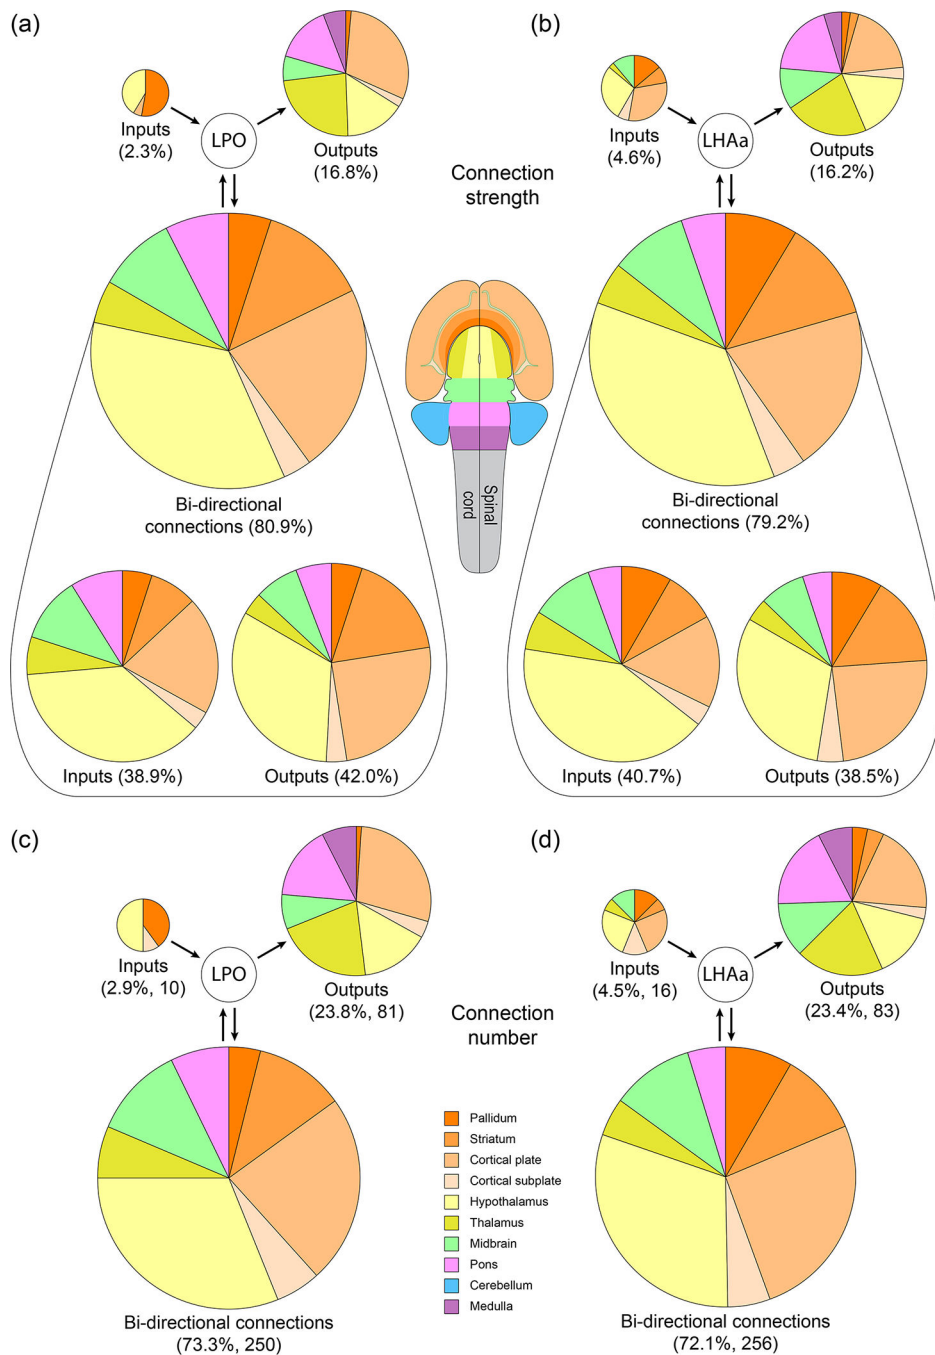 (a)
Inputs
(2.3%)
LPO
Outputs
(16.8%)
Bi-directional
connections (80.9%)
Inputs (38.9%)
Outputs (42.0%)
Connection
strength
Spinal
cord
(b)
Inputs
(4.6%)
LHAa
Outputs
(16.2%)
Bi-directional
connections (79.2%)
Inputs (40.7%)
Outputs (38.5%)
(c)
Inputs
(2.9%, 10)
LPO
Outputs
(23.8%, 81)
Bi-directional connections
(73.3%, 250)
Connection
number
Pallidum
Striatum
Cortical plate
Cortical subplate
Hypothalamus
Thalamus
Midbrain
Pons
Cerebellum
Medulla
(d)
Inputs
(4.5%, 16)
LHAa
Outputs
(23.4%, 83)
Bi-directional connections
(72.1%, 256)